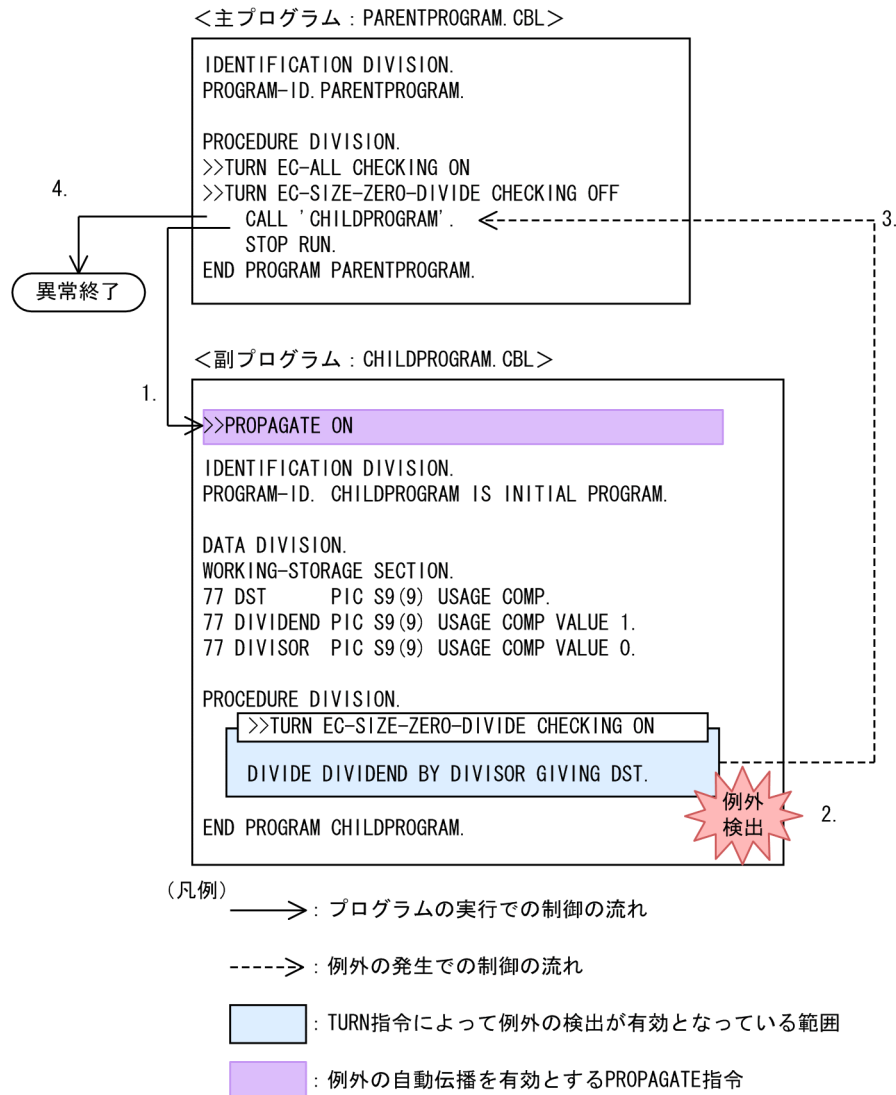 ＜主プログラム：PARENTPROGRAM.CBL＞
IDENTIFICATION DIVISION.
PROGRAM-ID.PARENTPROGRAM.
PROCEDURE DIVISION.
>>TURN EC-ALL CHECKING ON
4.
>>TURN EC-SIZE-ZERO-DIVIDE CHECKING OFF
CALL 'CHILDPROGRAM'.
3.
STOP RUN.
END PROGRAM PARENTPROGRAM.
異常終了
＜副プログラム：CHILDPROGRAM.CBL＞
1.
>>PROPAGATE ON
IDENTIFICATION DIVISION.
PROGRAM-ID. CHILDPROGRAM IS INITIAL PROGRAM.
DATA DIVISION.
WORKING-STORAGE SECTION.
77 DST      PIC S9(9) USAGE COMP.
77 DIVIDEND PIC S9(9) USAGE COMP VALUE 1.
77 DIVISOR  PIC S9(9) USAGE COMP VALUE 0.
PROCEDURE DIVISION.
>>TURN EC-SIZE-ZERO-DIVIDE CHECKING ON
DIVIDE DIVIDEND BY DIVISOR GIVING DST.
例外
検出
2.
END PROGRAM CHILDPROGRAM.
(凡例)
：プログラムの実行での制御の流れ
：例外の発生での制御の流れ
：TURN指令によって例外の検出が有効となっている範囲
：例外の自動伝播を有効とするPROPAGATE指令